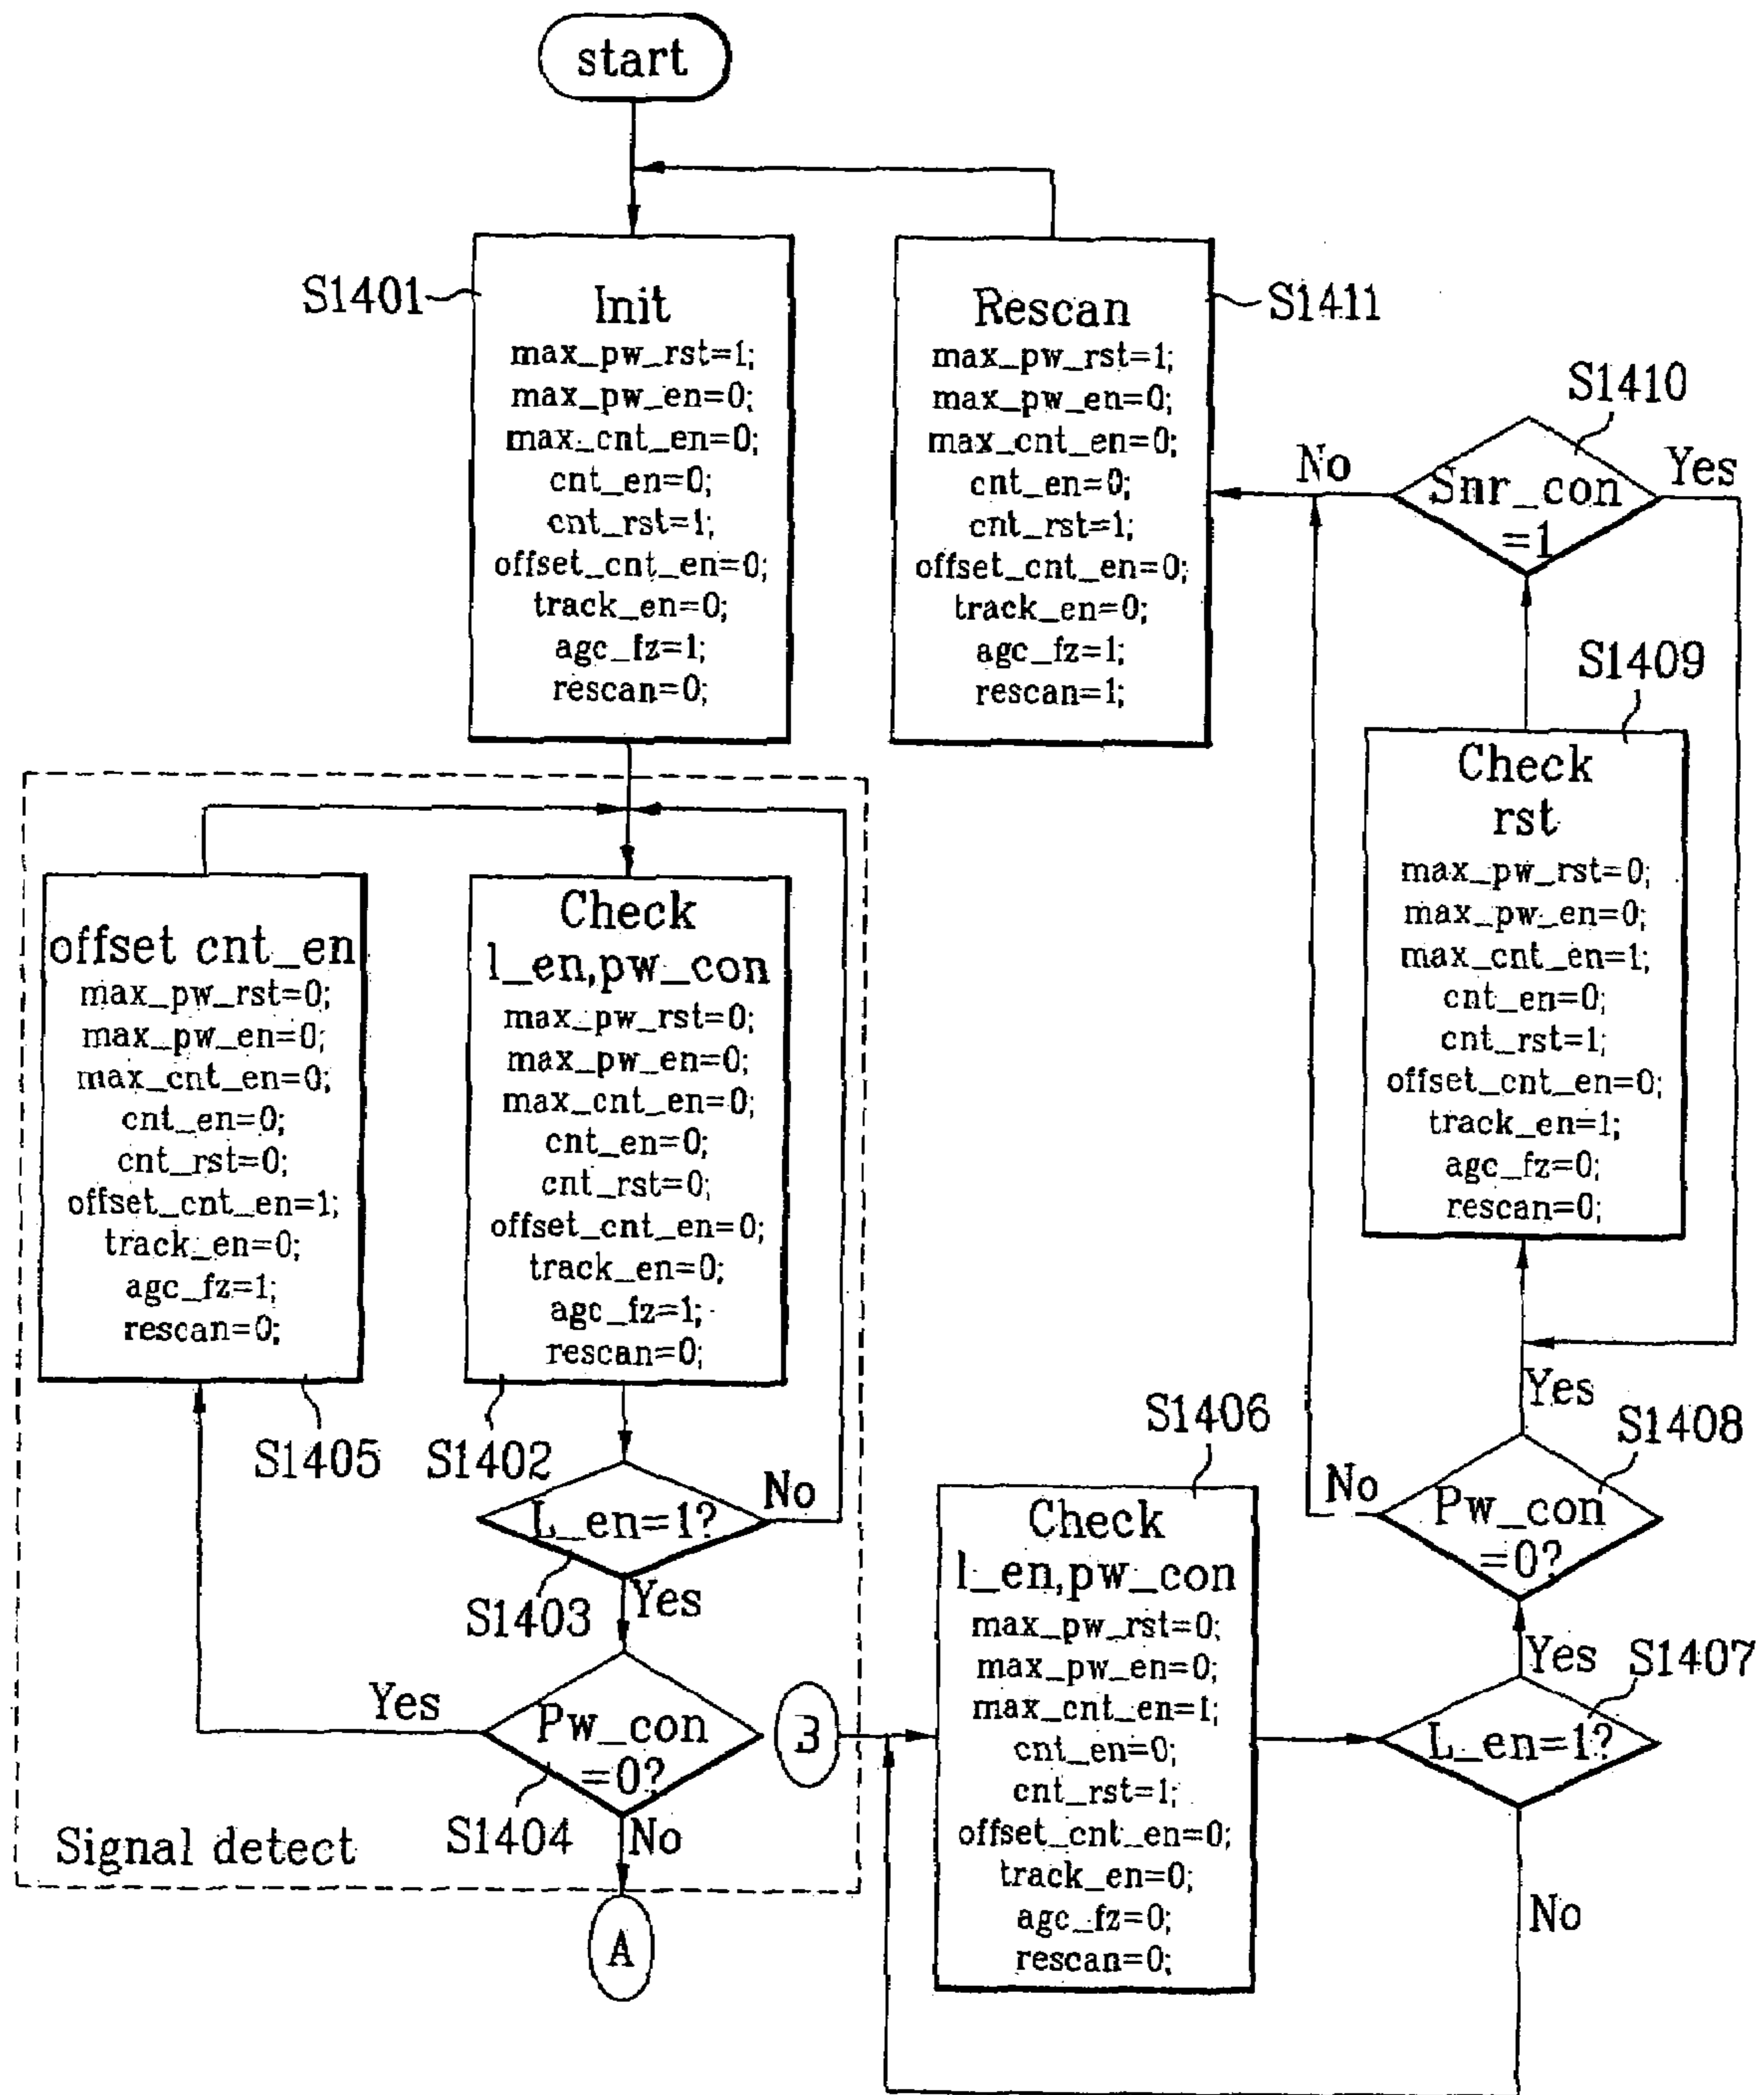 start
S1401
Init
max_pw_rst=1;
max_pw_en=0;
max_cnt_en=0;
cnt_en=0;
cnt_rst=1;
offset_cnt_en=0;
track_en=0;
agc_fz=1;
rescan=0;
Rescan
max_pw_rst=1;
max_pw_en=0;
max_cnt_en=0;
cnt_en=0;
cnt_rst=1;
offset_cnt_en=0;
track_en=0;
agc_fz=1;
rescan=1;
S1411
S1410
No
Snr_con
=1
Yes
S1409
Check
rst
max_pw_rst=0;
max_pw_en=0;
max_cnt_en=1;
cnt_en=0;
cnt_rst=1;
offset_cnt_en=0;
track_en=1;
agc_fz=0;
rescan=0;
offset cnt_en
max_pw_rst=0;
max_pw_en=0;
max_cnt_en=0;
cnt_en=0;
cnt_rst=0;
offset_cnt_en=1;
track_en=0;
agc_fz=1;
rescan=0;
S1405
Check
l_en,pw_con
max_pw_rst=0;
max_pw_en=0;
max_cnt_en=0;
cnt_en=0;
cnt_rst=0;
offset_cnt_en=0;
track_en=0;
agc_fz=1;
rescan=0;
S1402
L_en=1?
No
S1403
Yes
Yes
Pw_con
=0?
S1404
No
Signal detect
A
3
S1406
Check
l_en,pw_con
max_pw_rst=0;
max_pw_en=0;
max_cnt_en=1;
cnt_en=0;
cnt_rst=1;
offset_cnt_en=0;
track_en=0;
agc_fz=0;
rescan=0;
Yes
S1408
No
Pw_con
=0?
Yes
S1407
L_en=1?
No